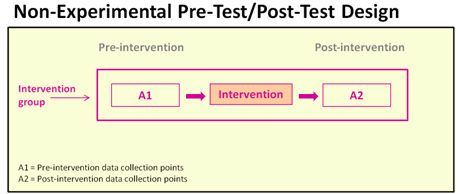 Non-Experimental Pre-Test/Post-Test Design
Pre-intervention Post-intervention
Intervention
group
A1 Intervention A2
A1 = Pre-intervention data collection points
A2 = Post-intervention data collection points